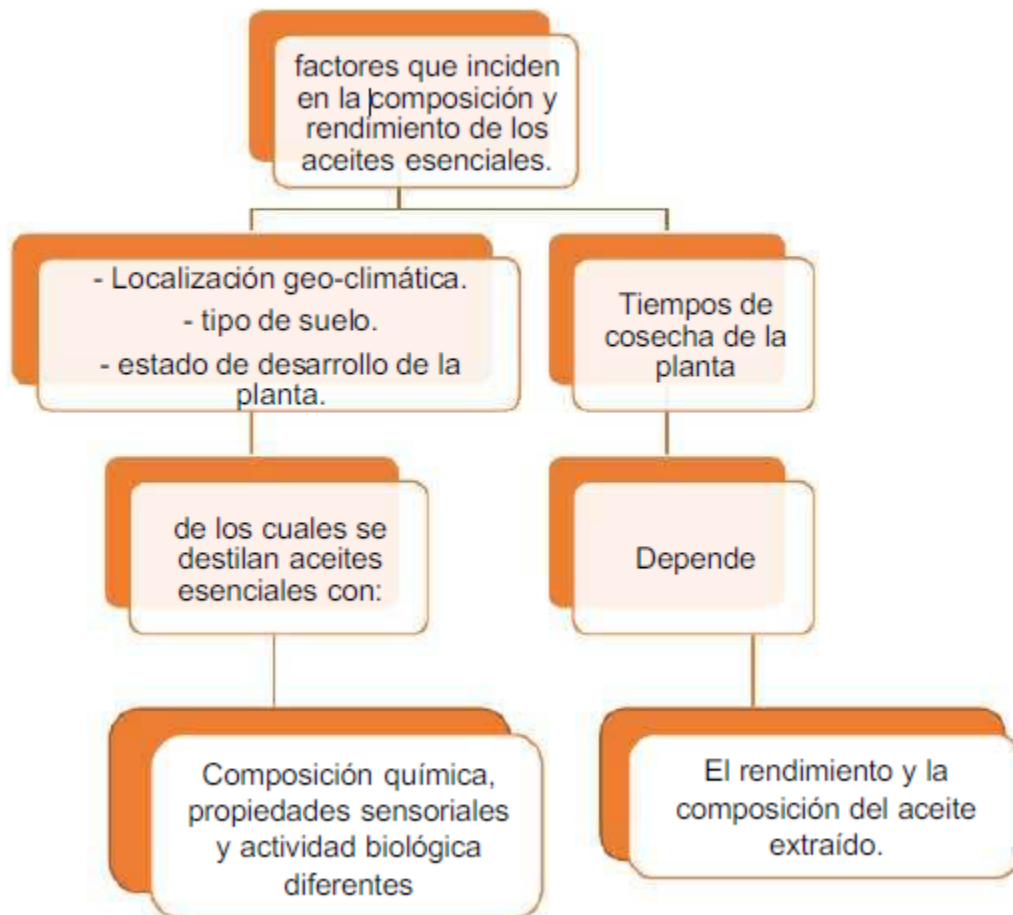 factores que inciden
en la composición y
rendimiento de los
aceites esenciales.
- Localización geo-climática.
- tipo de suelo.
- estado de desarrollo de la
planta.
Tiempos de
cosecha de la
planta
de los cuales se
destilan aceites
esenciales con:
Depende
Composición química,
propiedades sensoriales
y actividad biológica
diferentes
El rendimiento y la
composición del aceite
extraído.